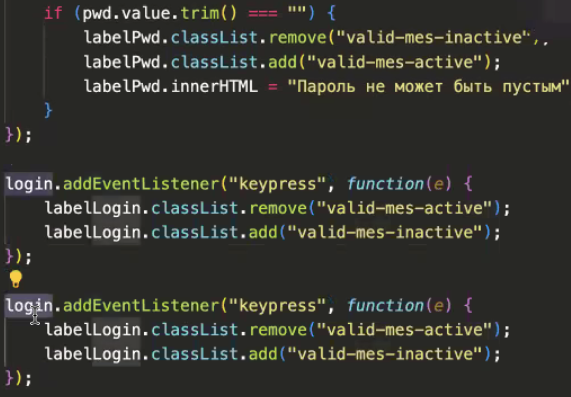 if (pwd.value.trim() === "") {
labelPwd.classList.remove("valid-mes-inactive");
labelPwd.classList.add("valid-mes-active");
labelPwd.innerHTML = "Пароль не может быть пустым"
}
});
login.addEventListener("keypress", function(e) {
labelLogin.classList.remove("valid-mes-active");
labelLogin.classList.add("valid-mes-inactive");
});
login.addEventListener("keypress", function(e) {
labelLogin.classList.remove("valid-mes-active");
labelLogin.classList.add("valid-mes-inactive");
});